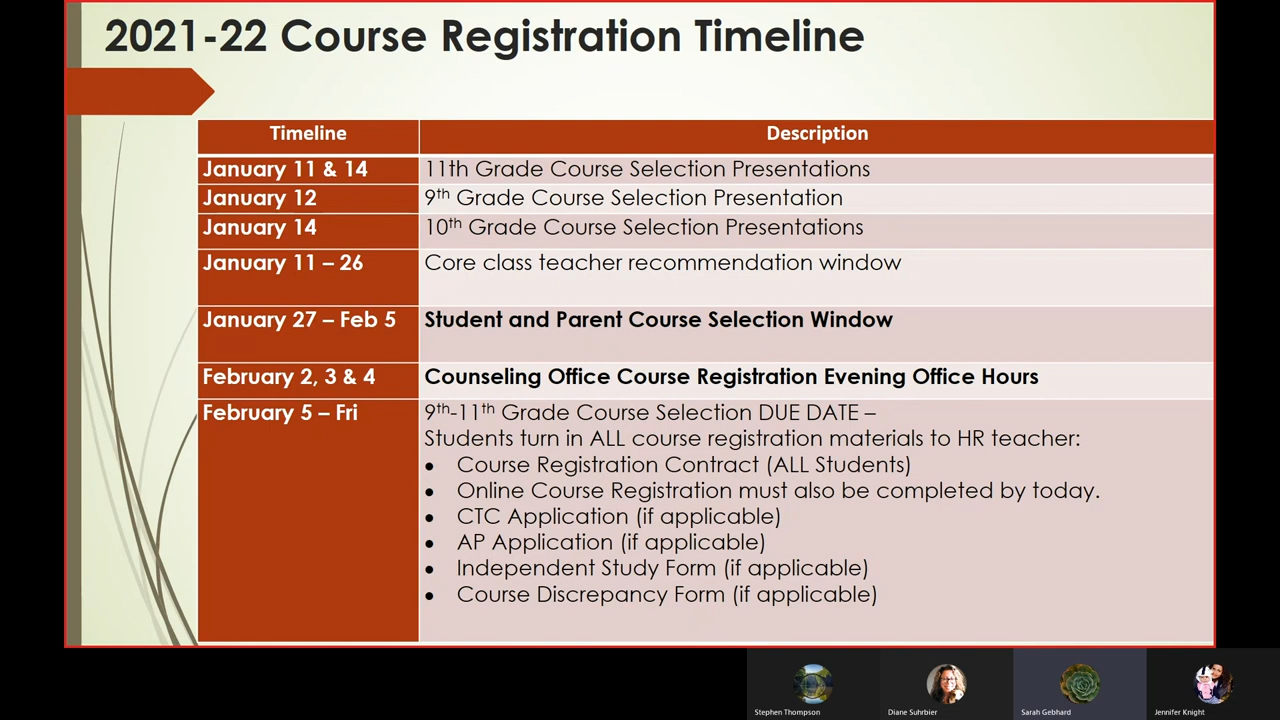 2021-22 Course Registration Timeline
Timeline Description
January 11 & 14 11th Grade Course Selection Presentations
January 12 9th Grade Course Selection Presentation
January 14 10th Grade Course Selection Presentations
January 11 – 26 Core class teacher recommendation window
January 27 – Feb 5 Student and Parent Course Selection Window
February 2, 3 & 4 Counseling Office Course Registration Evening Office Hours
February 5 – Fri 9th-11th Grade Course Selection DUE DATE –
Students turn in ALL course registration materials to HR teacher:
• Course Registration Contract (ALL Students)
• Online Course Registration must also be completed by today.
• CTC Application (if applicable)
• AP Application (if applicable)
• Independent Study Form (if applicable)
• Course Discrepancy Form (if applicable)
Stephen Thompson Diane Suhrbier Sarah Gebhard Jennifer Knight